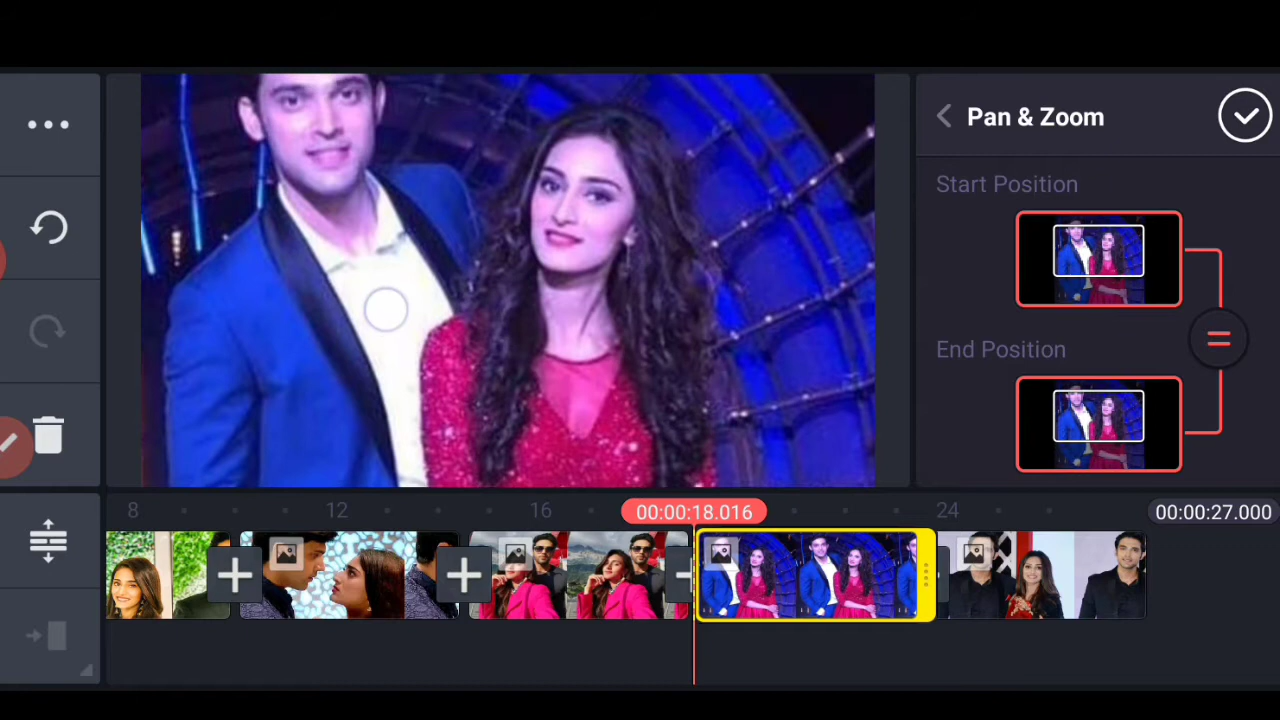 Pan & Zoom
Start Position
End Position
8
12
16
00:00:18.016
24
00:00:27.000